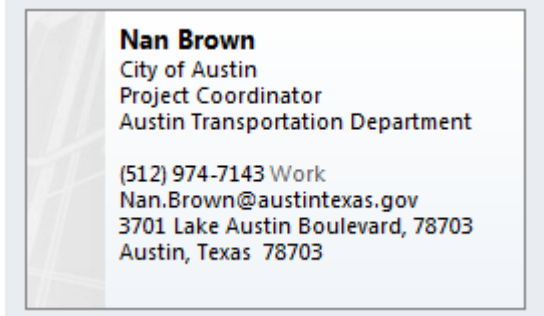 Nan Brown
City of Austin
Project Coordinator
Austin Transportation Department
(512) 974-7143 Work
Nan.Brown@austintexas.gov
3701 Lake Austin Boulevard, 78703
Austin, Texas  78703